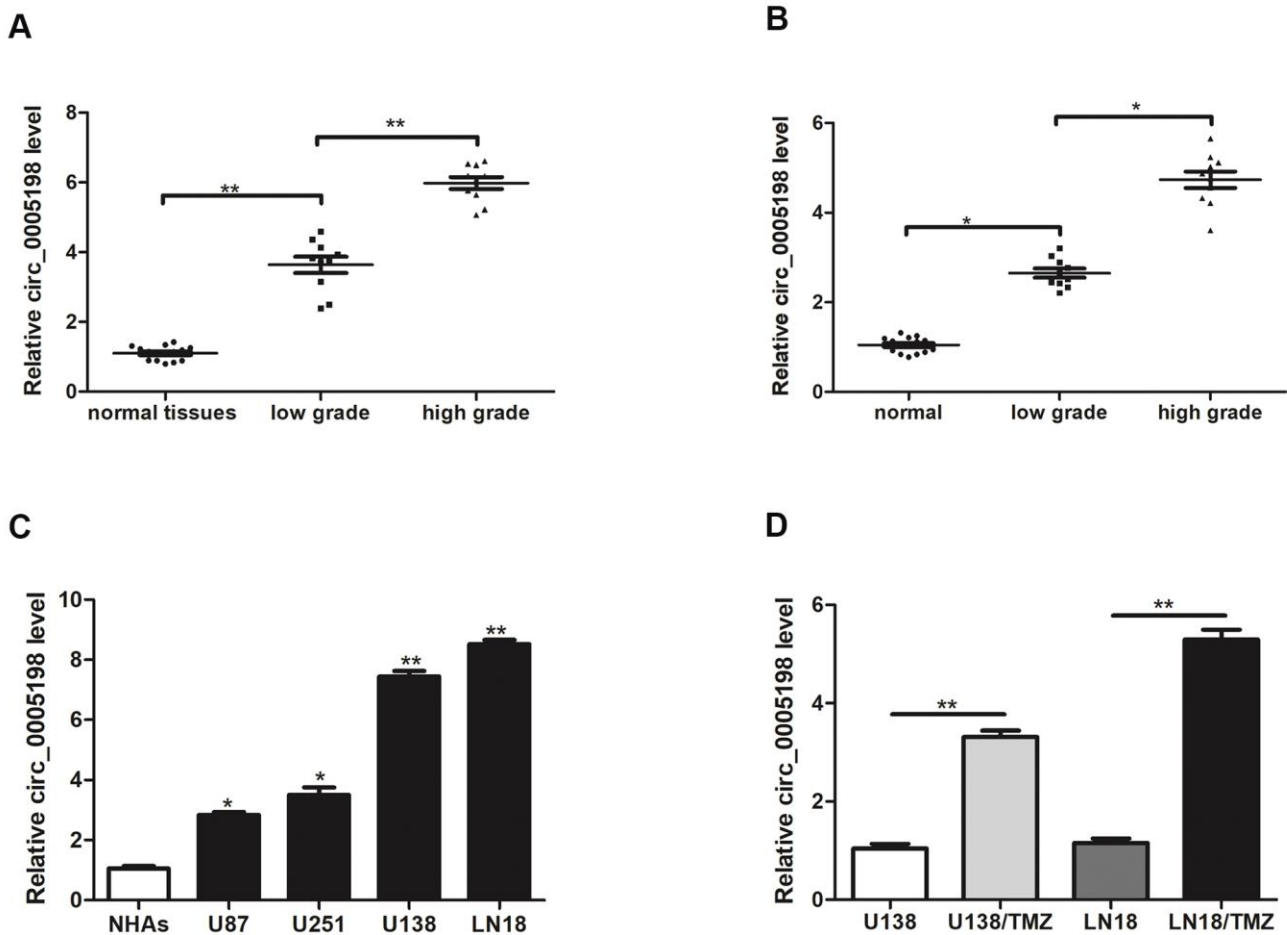 A
Relative circ_0005198 level
8
6
4
2
0
**
**
normal tissues low grade high grade
B
Relative circ_0005198 level
6
4
2
0
*
*
normal low grade high grade
C
Relative circ_0005198 level
10
8
6
4
2
0
*
*
**
**
NHAs U87 U251 U138 LN18
D
Relative circ_0005198 level
6
4
2
0
**
**
U138 U138/TMZ LN18 LN18/TMZ